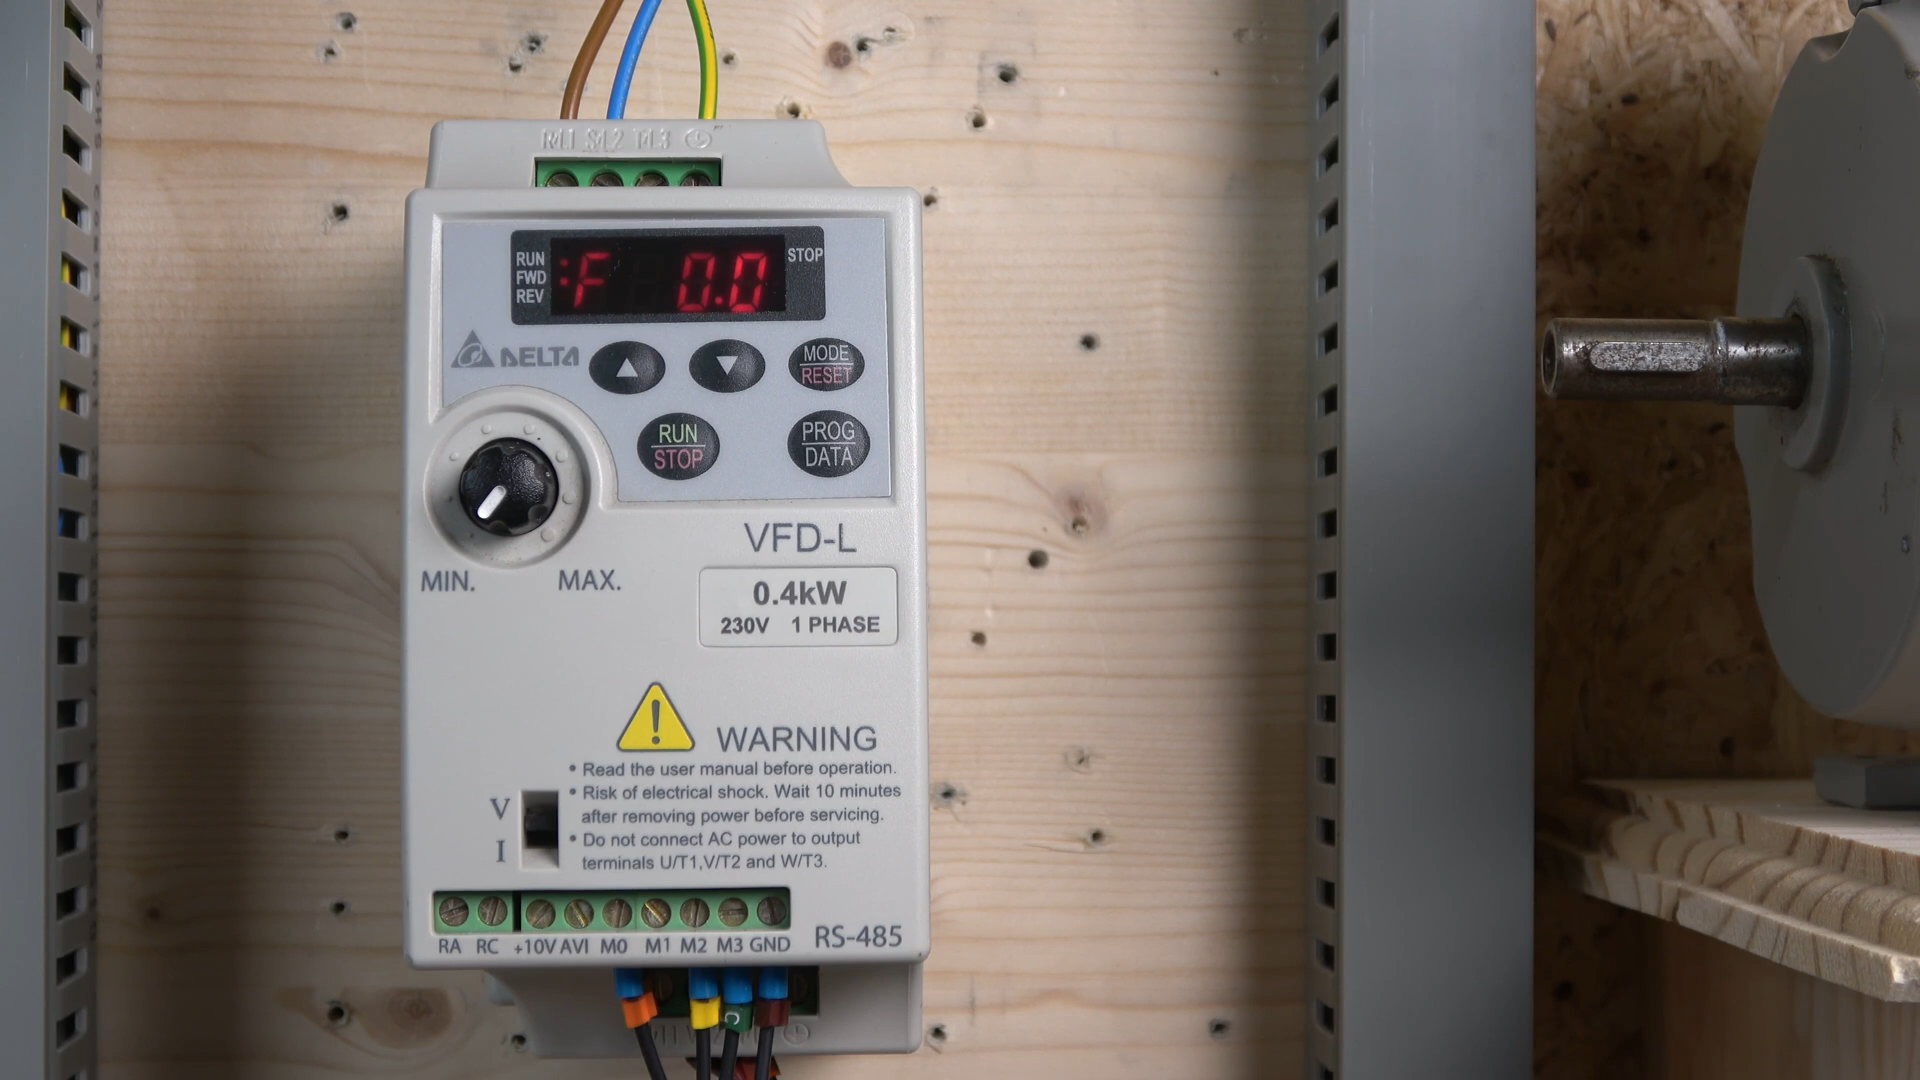 R/L1 S/L2 T/L3
RUN
FWD
REV
F 0.0
STOP
DELTA
MODE
RESET
RUN
STOP
PROG
DATA
VFD-L
MIN. MAX.
0.4kW
230V 1 PHASE
WARNING
• Read the user manual before operation.
• Risk of electrical shock. Wait 10 minutes
after removing power before servicing.
• Do not connect AC power to output
terminals U/T1,V/T2 and W/T3.
V
I
RA RC +10V AVI M0 M1 M2 M3 GND
RS-485
C